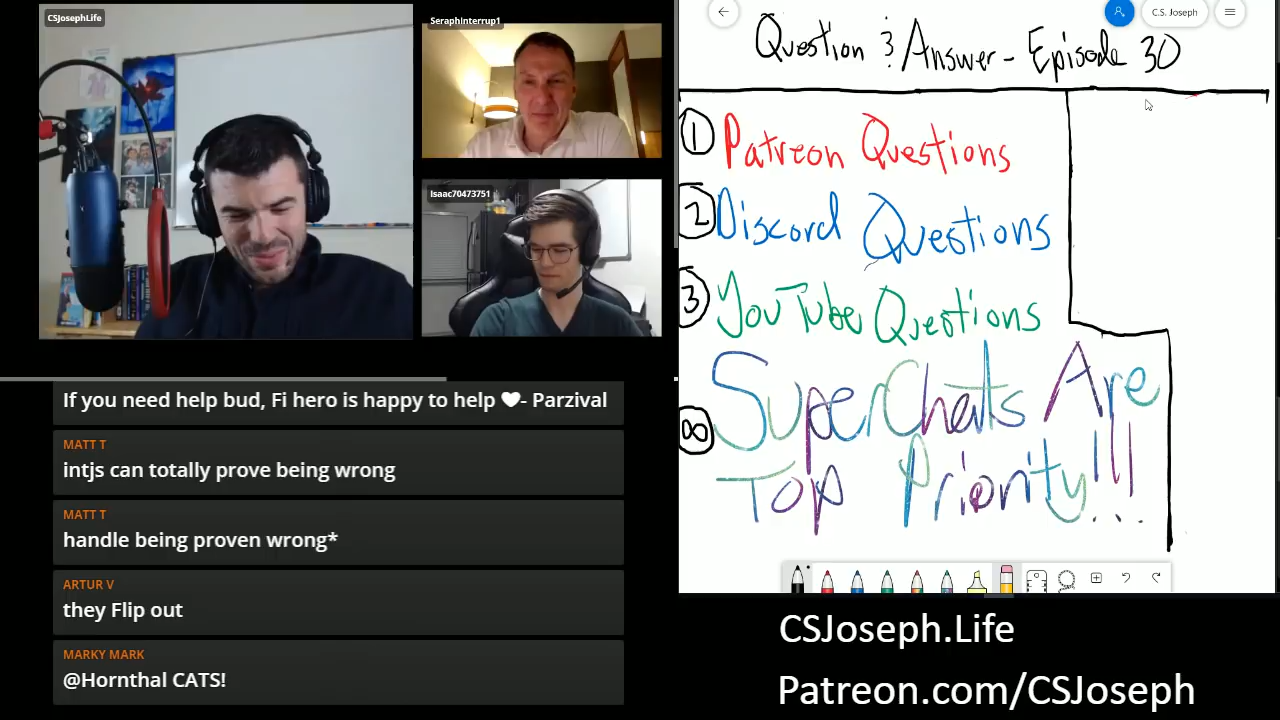 CSJosephLife
SeraphInterrup1
Isaac70473751
C.S. Joseph
Question & Answer - Episode 30
1 Patreon Questions
2 Discord Questions
3 YouTube Questions
∞ SuperChats Are
Top Priority!!!...
If you need help bud, Fi hero is happy to help 🖤- Parzival
MATT T
intjs can totally prove being wrong
MATT T
handle being proven wrong*
ARTUR V
they Flip out
MARKY MARK
@Hornthal CATS!
CSJoseph.Life
Patreon.com/CSJoseph